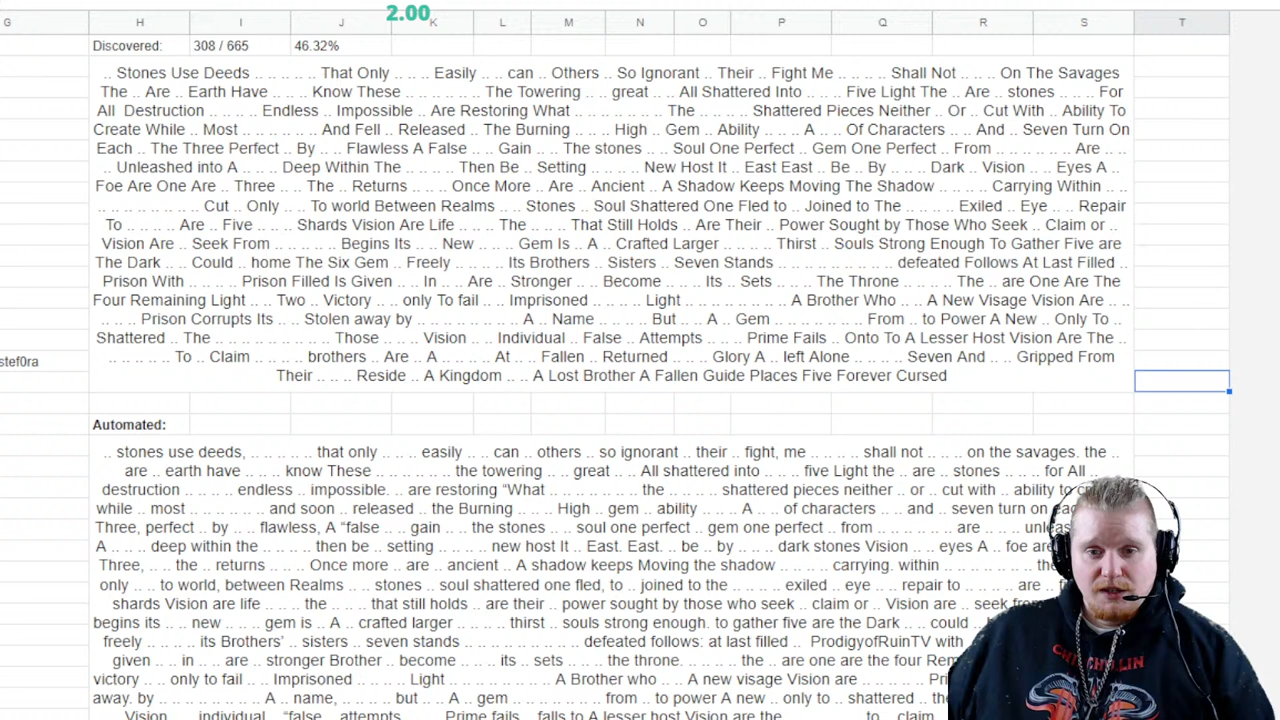 2.00
G H I J K L M N O P Q R S T
Discovered: 308 / 665 46.32%
.. Stones Use Deeds .. .. .. .. .. That Only .. .. .. Easily .. .. can .. Others .. So Ignorant .. Their .. Fight Me .. .. .. .. Shall Not .. .. .. On The Savages
The .. Are .. Earth Have .. .. Know These .. .. .. .. .. .. The Towering .. .. great .. .. All Shattered Into .. .. .. Five Light The .. Are .. stones .. .. .. For
All Destruction .. .. .. .. Endless .. Impossible .. Are Restoring What .. .. .. .. .. .. .. The .. .. .. .. Shattered Pieces Neither .. Or .. Cut With .. Ability To
Create While .. Most .. .. .. .. .. .. And Fell .. Released .. The Burning .. .. .. High .. Gem .. Ability .. .. .. A .. .. Of Characters .. .. And .. Seven Turn On
Each .. The Three Perfect .. By .. Flawless A False .. .. Gain .. .. The stones .. .. Soul One Perfect .. Gem One Perfect .. From .. .. .. .. .. Are .. ..
.. Unleashed into A .. .. .. Deep Within The .. .. .. .. Then Be .. Setting .. .. .. .. New Host It .. East East .. Be .. By .. .. .. Dark .. Vision .. .. Eyes A ..
Foe Are One Are .. Three .. .. The .. Returns .. .. Once More .. Are .. Ancient .. A Shadow Keeps Moving The Shadow .. .. .. .. Carrying Within .. ..
.. .. .. .. .. .. .. Cut .. Only .. .. To world Between Realms .. .. Stones .. Soul Shattered One Fled to .. Joined to The .. .. .. .. Exiled .. Eye .. Repair
To .. .. .. .. Are .. Five .. .. Shards Vision Are Life .. .. The .. .. .. That Still Holds .. Are Their .. Power Sought by Those Who Seek .. Claim or ..
Vision Are .. Seek From .. .. .. .. .. Begins Its .. .. New .. .. Gem Is .. A .. Crafted Larger .. .. .. .. Thirst .. Souls Strong Enough To Gather Five are
The Dark .. .. Could .. home The Six Gem .. Freely .. .. .. Its Brothers .. Sisters .. Seven Stands .. .. .. .. .. .. .. .. .. defeated Follows At Last Filled ..
Prison With .. .. .. .. Prison Filled Is Given .. .. In .. .. Are .. Stronger .. .. Become .. .. .. Its .. Sets .. .. .. The Throne .. .. .. .. The .. are One Are The
Four Remaining Light .. .. Two .. Victory .. .. only To fail .. .. Imprisoned .. .. .. Light .. .. .. .. .. .. .. .. A Brother Who .. .. A New Visage Vision Are .. ..
.. .. .. Prison Corrupts Its .. .. Stolen away by .. .. .. .. .. .. .. .. A .. Name .. .. .. But .. .. A .. Gem .. .. .. .. .. .. From .. to Power A New .. Only To ..
Shattered .. The .. .. .. .. .. .. .. Those .. .. Vision .. .. Individual .. False .. Attempts .. .. .. Prime Fails .. Onto To A Lesser Host Vision Are The ..
.. .. .. .. .. To .. Claim .. .. .. brothers .. Are .. A .. .. .. At .. Fallen .. Returned .. .. Glory A .. left Alone .. .. .. .. Seven And .. .. Gripped From
Their .. .. .. Reside .. A Kingdom .. .. A Lost Brother A Fallen Guide Places Five Forever Cursed
stef0ra
Automated:
.. stones use deeds, .. .. .. .. .. that only .. .. .. easily .. .. can .. others .. so ignorant .. their .. fight, me .. .. .. .. shall not .. .. .. on the savages. the ..
are .. earth have .. .. know These .. .. .. .. .. .. the towering .. .. great .. .. All shattered into .. .. .. five Light the .. are .. stones .. .. .. for All ..
destruction .. .. .. .. endless .. impossible. .. are restoring “What .. .. .. .. .. .. the .. .. .. .. shattered pieces neither .. or .. cut with .. ability to
while .. most .. .. .. .. .. .. and soon .. released .. the Burning .. .. .. High .. gem .. ability .. .. .. A .. .. of characters .. .. and .. seven turn on
Three, perfect .. by .. flawless, A “false .. .. gain .. .. the stones .. .. soul one perfect .. gem one perfect .. from .. .. .. .. .. are ..
A .. .. .. deep within the .. .. .. .. then be .. setting .. .. .. .. new host It .. East. East. .. be .. by .. .. .. dark stones Vision .. .. eyes A .. foe
Three, .. .. the .. returns .. .. Once more .. are .. ancient .. A shadow keeps Moving the shadow .. .. .. .. carrying. within .. ..
only .. .. to world, between Realms .. .. stones .. soul shattered one fled, to .. joined to the .. .. .. .. exiled .. eye .. repair to .. .. .. .. are ..
shards Vision are life .. .. the .. .. .. that still holds .. are their .. power sought by those who seek .. claim or .. Vision are .. seek
begins its .. .. new .. .. gem is .. A .. crafted larger .. .. .. .. thirst .. souls strong enough. to gather five are the Dark .. .. could ..
freely .. .. .. its Brothers’ .. sisters .. seven stands .. .. .. .. .. .. .. .. .. defeated follows: at last filled .. ProdigyofRuinTV with
given .. .. in .. .. are .. stronger Brother .. become .. .. .. its .. sets .. .. .. the throne. .. .. .. .. the .. are one are the four
victory .. .. only to fail .. .. Imprisoned .. .. .. Light .. .. .. .. .. .. .. .. A Brother who .. .. A new visage Vision are .. ..
away. by .. .. .. .. .. .. .. .. A .. name, .. .. .. but .. .. A .. gem .. .. .. .. .. .. from .. to power A new .. only to .. shattered ..
Vision .. .. individual .. “false .. attempts .. .. .. Prime fails .. falls to A lesser host Vision are the .. .. .. .. .. .. to .. claim